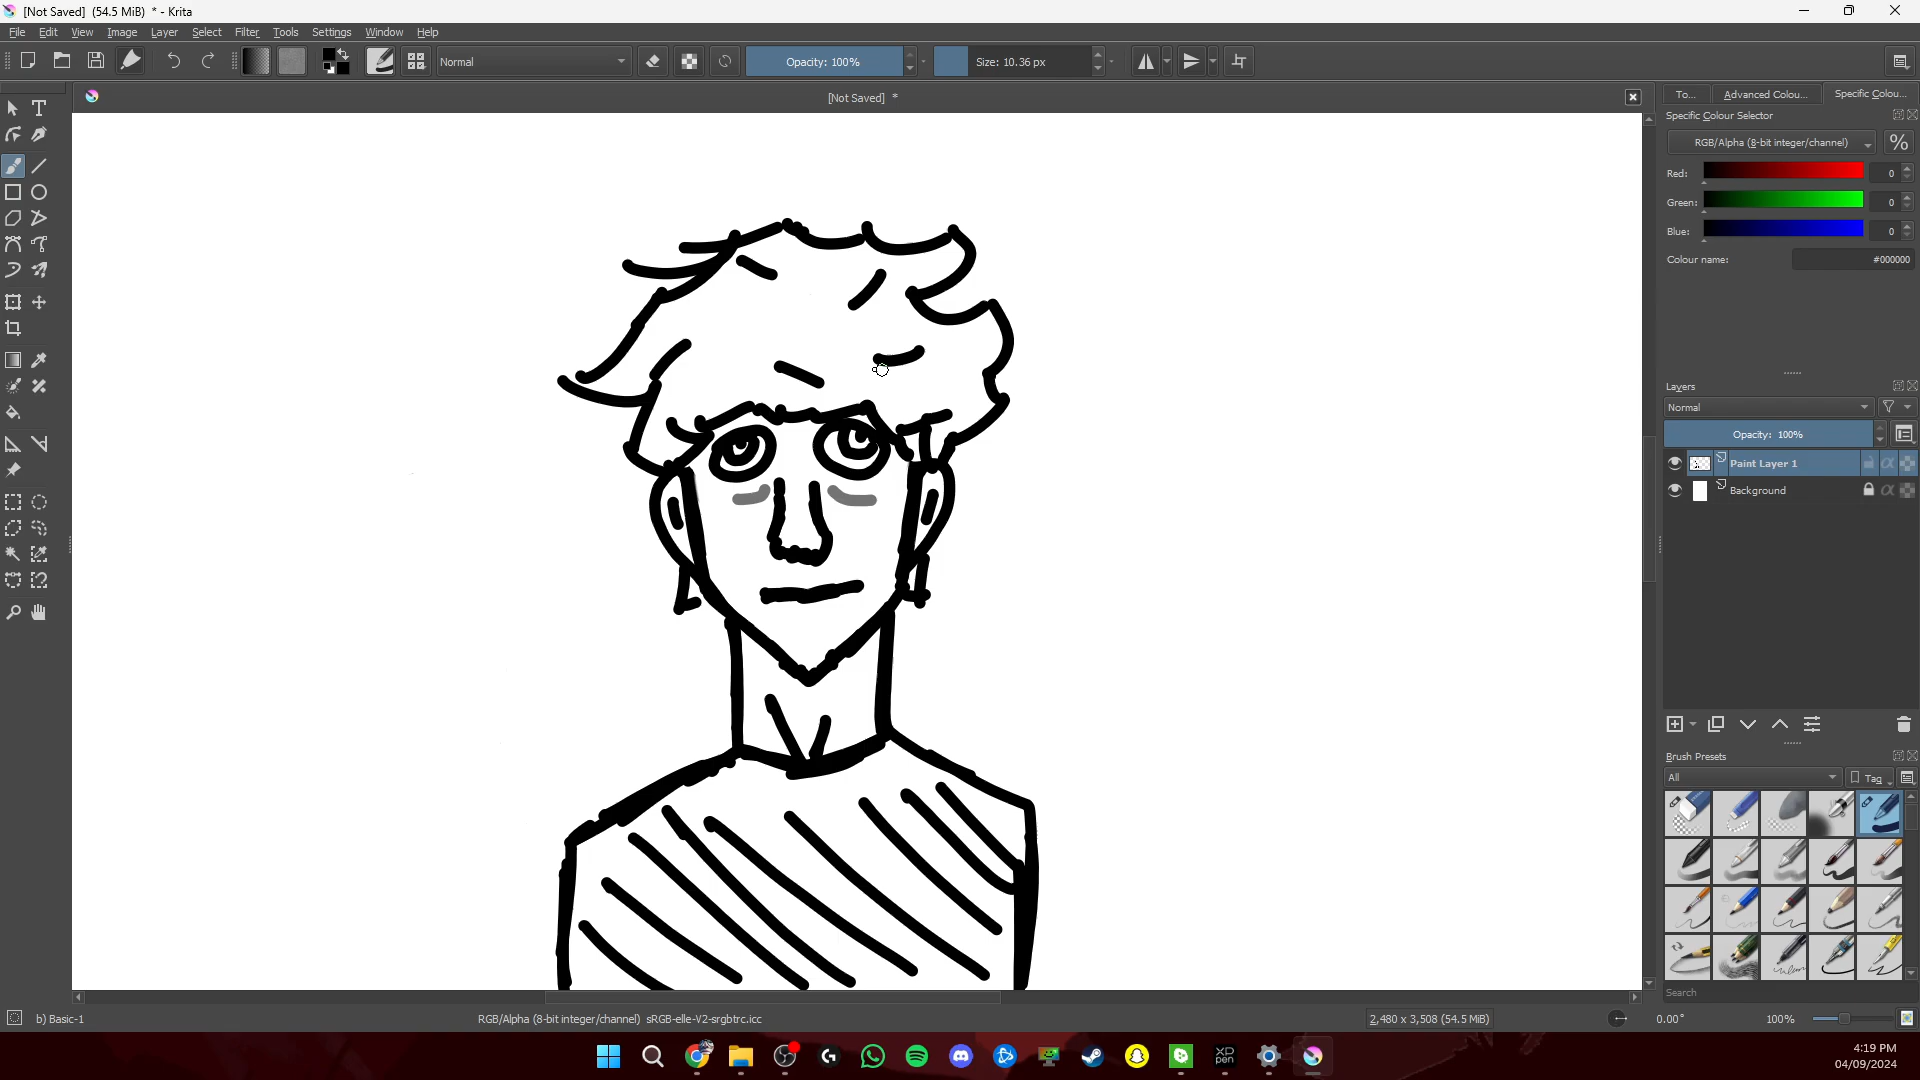 [Not Saved] (54.5 MiB) * - Krita
File Edit View Image Layer Select Filter Tools Settings Window Help
Normal Opacity: 100% Size: 10.36 px
[Not Saved] *
To... Advanced Colou... Specific Colou...
Specific Colour Selector
RGB/Alpha (8-bit integer/channel) %
Red: 0
Green: 0
Blue: 0
Colour name: #000000
Layers
Normal
Opacity: 100%
Paint Layer 1
Background
Brush Presets
All Tag
Search
b) Basic-1 RGB/Alpha (8-bit integer/channel) sRGB-elle-V2-srgbtrc.icc 2,480 x 3,508 (54.5 MiB) 0.00° 100%
XP
pen
4:19 PM
04/09/2024